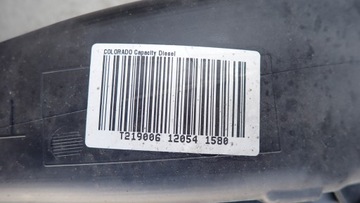 COLORADO Capacity Diesel
T219006 12054 1580